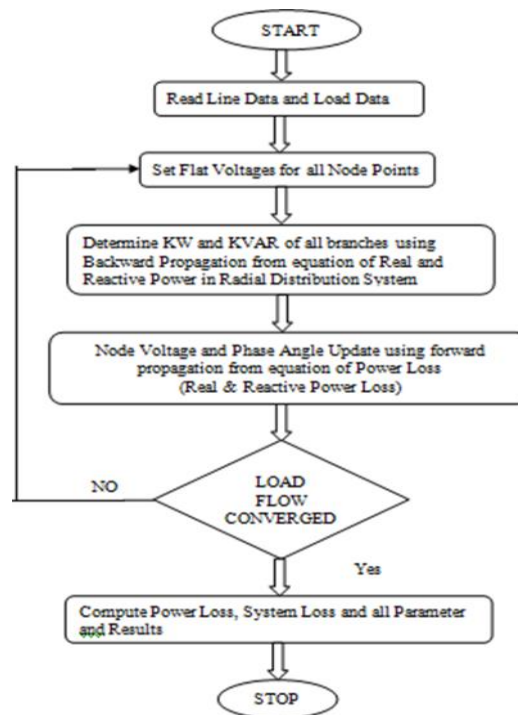 START
Read Line Data and Load Data
Set Flat Voltages for all Node Points
Determine KW and KVAR of all branches using
Backward Propagation from equation of Real and
Reactive Power in Radial Distribution System
Node Voltage and Phase Angle Update using forward
propagation from equation of Power Loss
(Real & Reactive Power Loss)
NO
LOAD
FLOW
CONVERGED
Yes
Compute Power Loss, System Loss and all Parameter
and Results
STOP